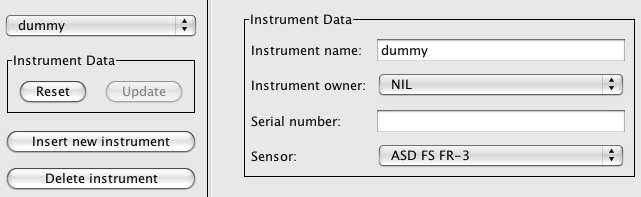 dummy
Instrument Data
Reset Update
Insert new instrument
Delete instrument
Instrument Data
Instrument name: dummy
Instrument owner: NIL
Serial number:
Sensor: ASD FS FR-3